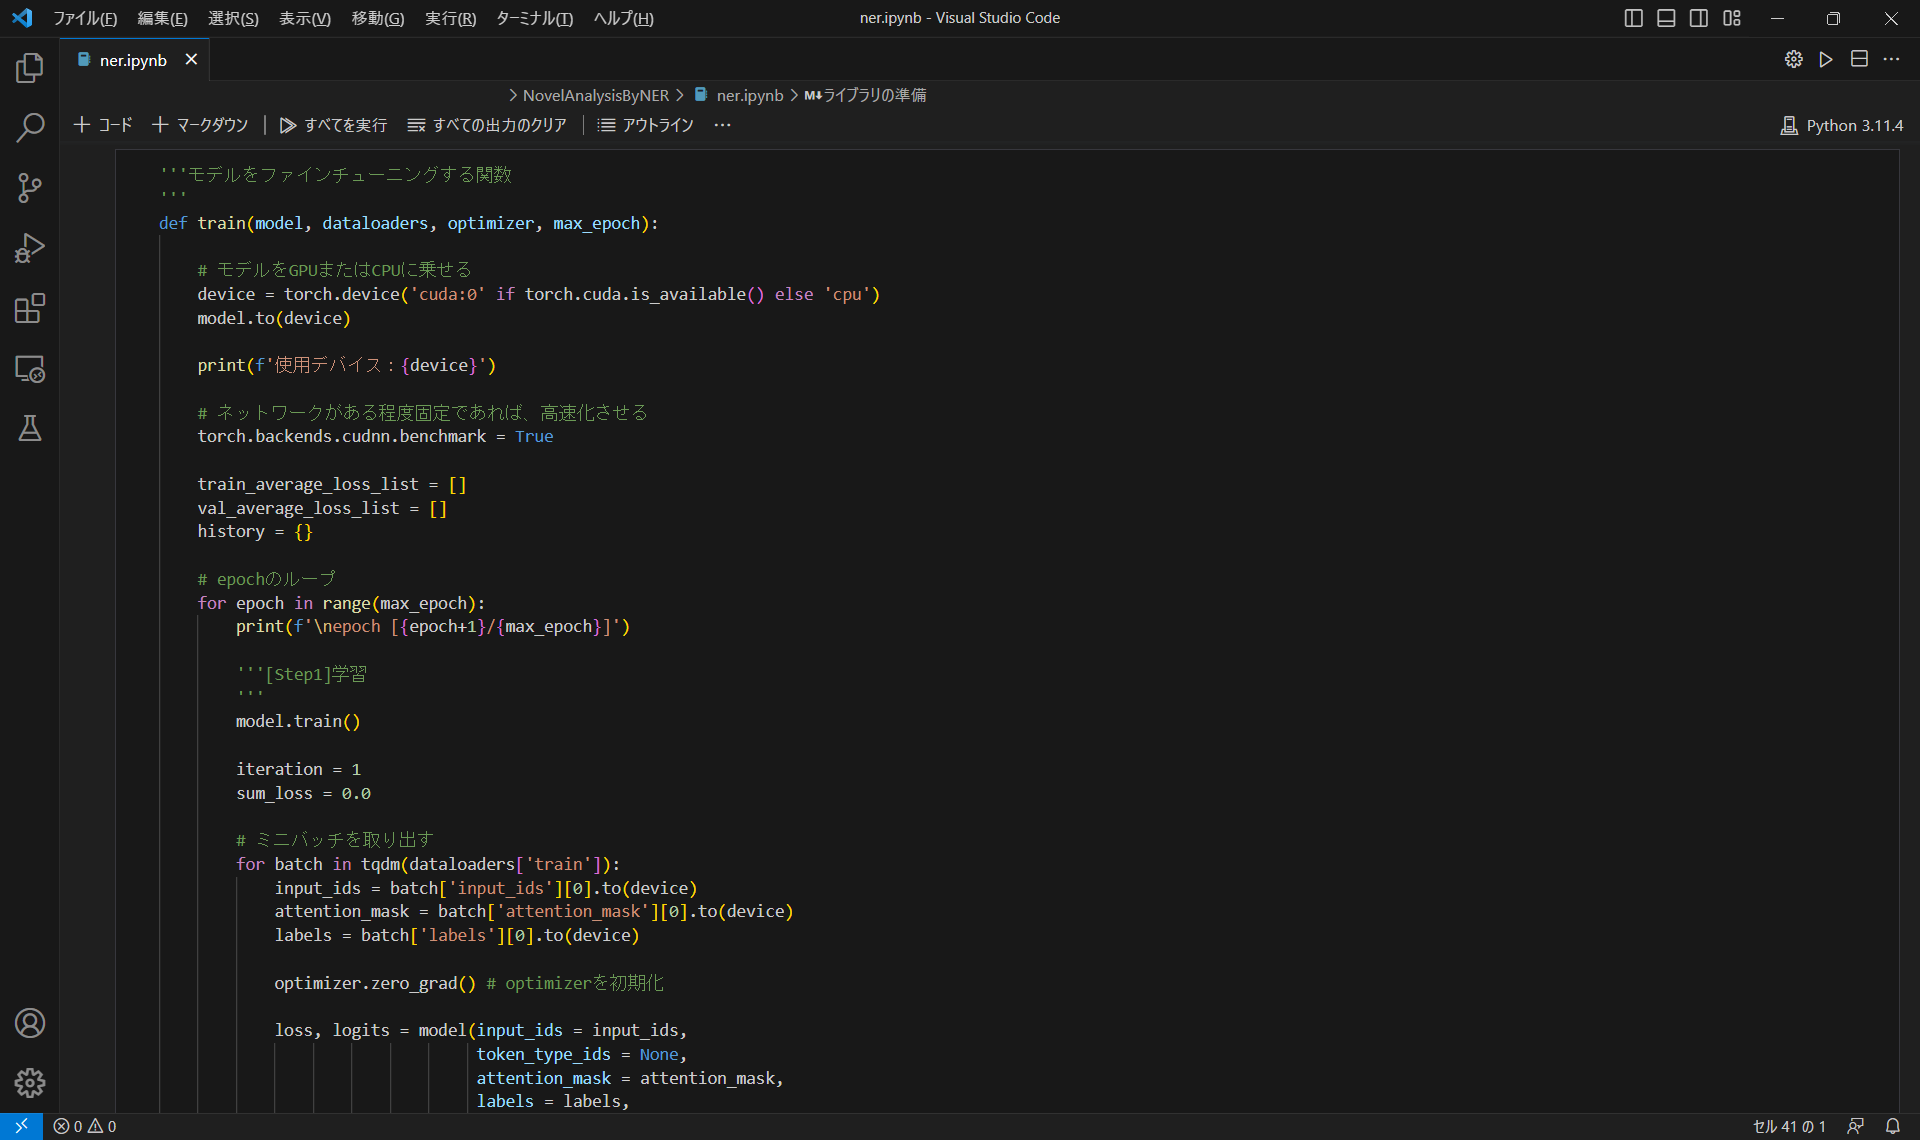 ファイル(F) 編集(E) 選択(S) 表示(V) 移動(G) 実行(R) ターミナル(T) ヘルプ(H)
ner.ipynb - Visual Studio Code
ner.ipynb
NovelAnalysisByNER > ner.ipynb > M↓ライブラリの準備
コード マークダウン すべてを実行 すべての出力のクリア アウトライン ...
Python 3.11.4
'''モデルをファインチューニングする関数
'''
def train(model, dataloaders, optimizer, max_epoch):
# モデルをGPUまたはCPUに乗せる
device = torch.device('cuda:0' if torch.cuda.is_available() else 'cpu')
model.to(device)
print(f'使用デバイス：{device}')
# ネットワークがある程度固定であれば、高速化させる
torch.backends.cudnn.benchmark = True
train_average_loss_list = []
val_average_loss_list = []
history = {}
# epochのループ
for epoch in range(max_epoch):
print(f'\nepoch [{epoch+1}/{max_epoch}]')
'''[Step1]学習
'''
model.train()
iteration = 1
sum_loss = 0.0
# ミニバッチを取り出す
for batch in tqdm(dataloaders['train']):
input_ids = batch['input_ids'][0].to(device)
attention_mask = batch['attention_mask'][0].to(device)
labels = batch['labels'][0].to(device)
optimizer.zero_grad() # optimizerを初期化
loss, logits = model(input_ids = input_ids,
token_type_ids = None,
attention_mask = attention_mask,
labels = labels,
0 0
セル 41 の 1